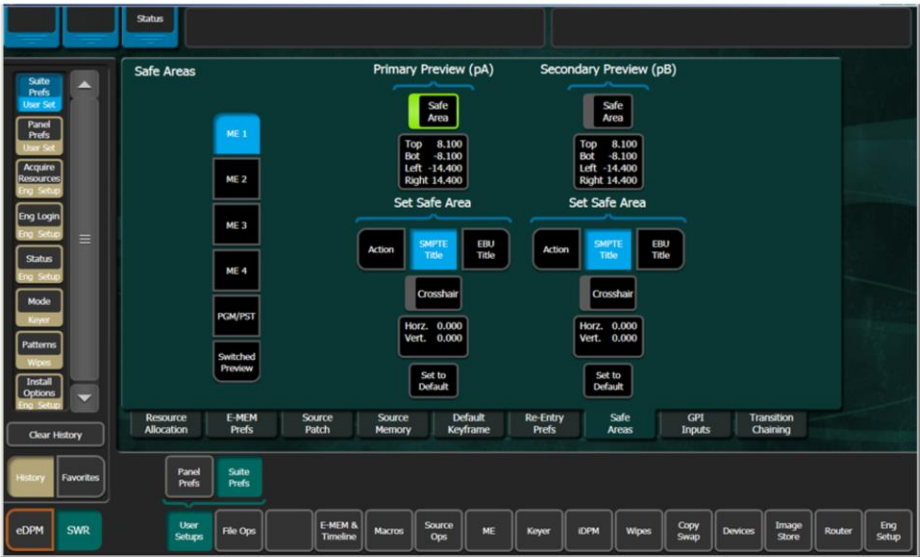 Status
Safe Areas
Primary Preview (pA)
Secondary Preview (pB)
Suite
Prefs
User Set
Panel
Prefs
User Set
Acquire
Resources
Eng Setup
Eng Login
Eng Setup
Status
Eng Setup
Mode
Keyer
Patterns
Wipes
Install
Options
Eng Setup
Clear History
History
Favorites
eDPM
SWR
ME 1
ME 2
ME 3
ME 4
PGM/PST
Switched
Preview
Safe
Area
Top 8.100
Bot -8.100
Left -14.400
Right 14.400
Set Safe Area
Action
SMPTE
Title
EBU
Title
Crosshair
Horz. 0.000
Vert. 0.000
Set to
Default
Safe
Area
Top 8.100
Bot -8.100
Left -14.400
Right 14.400
Set Safe Area
Action
SMPTE
Title
EBU
Title
Crosshair
Horz. 0.000
Vert. 0.000
Set to
Default
Resource
Allocation
E-MEM
Prefs
Source
Patch
Source
Memory
Default
Keyframe
Re-Entry
Prefs
Safe
Areas
GPI
Inputs
Transition
Chaining
Panel
Prefs
Suite
Prefs
User
Setups
File Ops
E-MEM &
Timeline
Macros
Source
Ops
ME
Keyer
iDPM
Wipes
Copy
Swap
Devices
Image
Store
Router
Eng
Setup